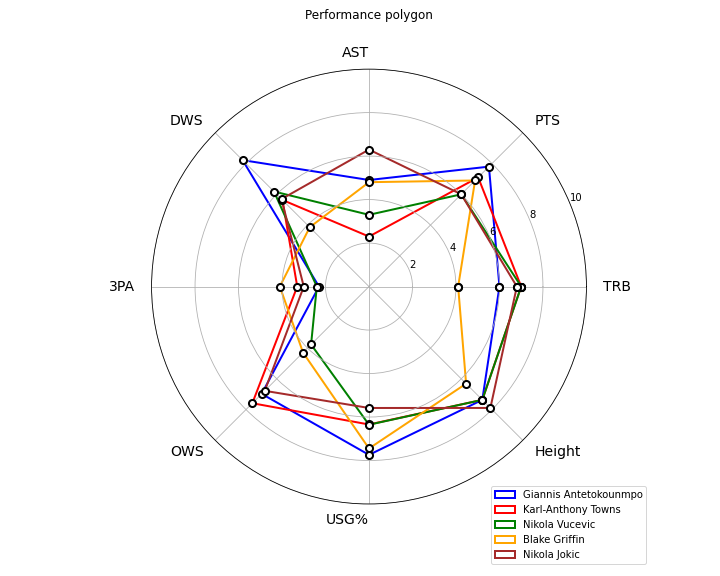 Performance polygon
AST
DWS
PTS
10
8
6
4
2
3PA
TRB
OWS
Height
USG%
Giannis Antetokounmpo
Karl-Anthony Towns
Nikola Vucevic
Blake Griffin
Nikola Jokic